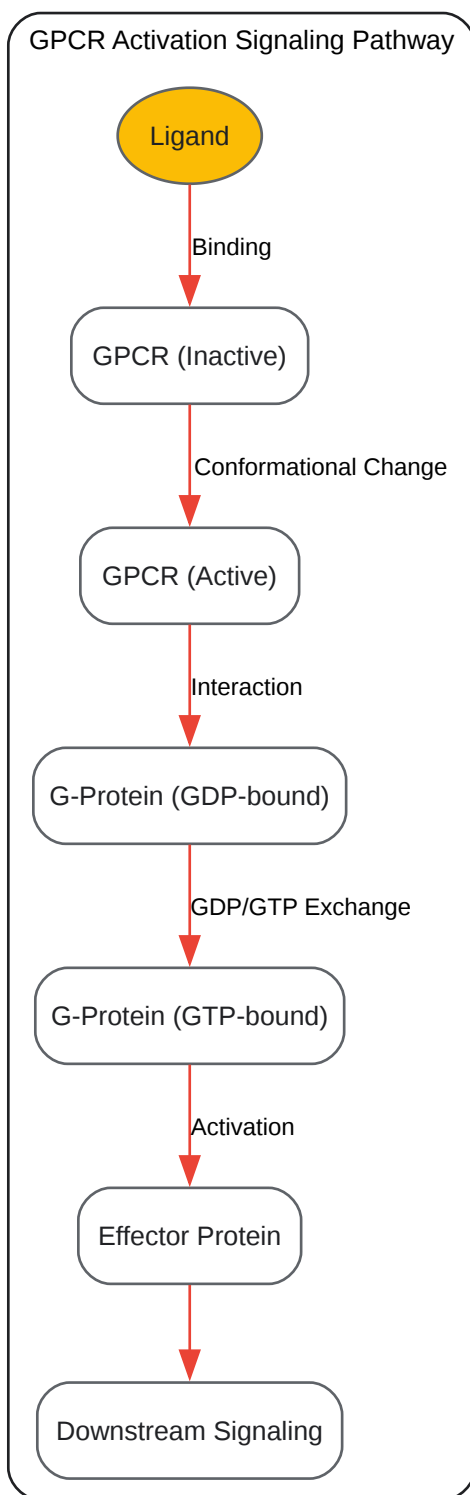 GPCR Activation Signaling Pathway
Ligand
Binding
GPCR (Inactive)
Conformational Change
GPCR (Active)
Interaction
G-Protein (GDP-bound)
GDP/GTP Exchange
G-Protein (GTP-bound)
Activation
Effector Protein
Downstream Signaling